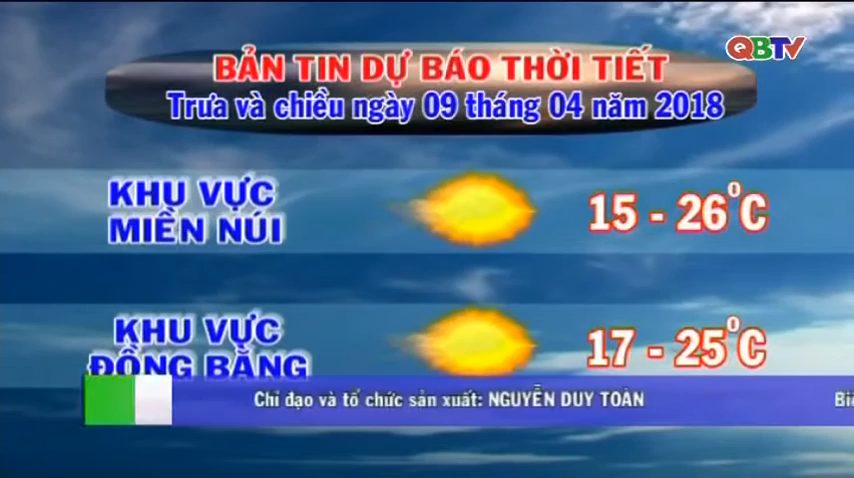 QBTV
BẢN TIN DỰ BÁO THỜI TIẾT
Trưa và chiều ngày 09 tháng 04 năm 2018
KHU VỰC
MIỀN NÚI
15 - 26°C
KHU VỰC
ĐỒNG BẰNG
17 - 25°C
Chỉ đạo và tổ chức sản xuất: NGUYỄN DUY TOÀN